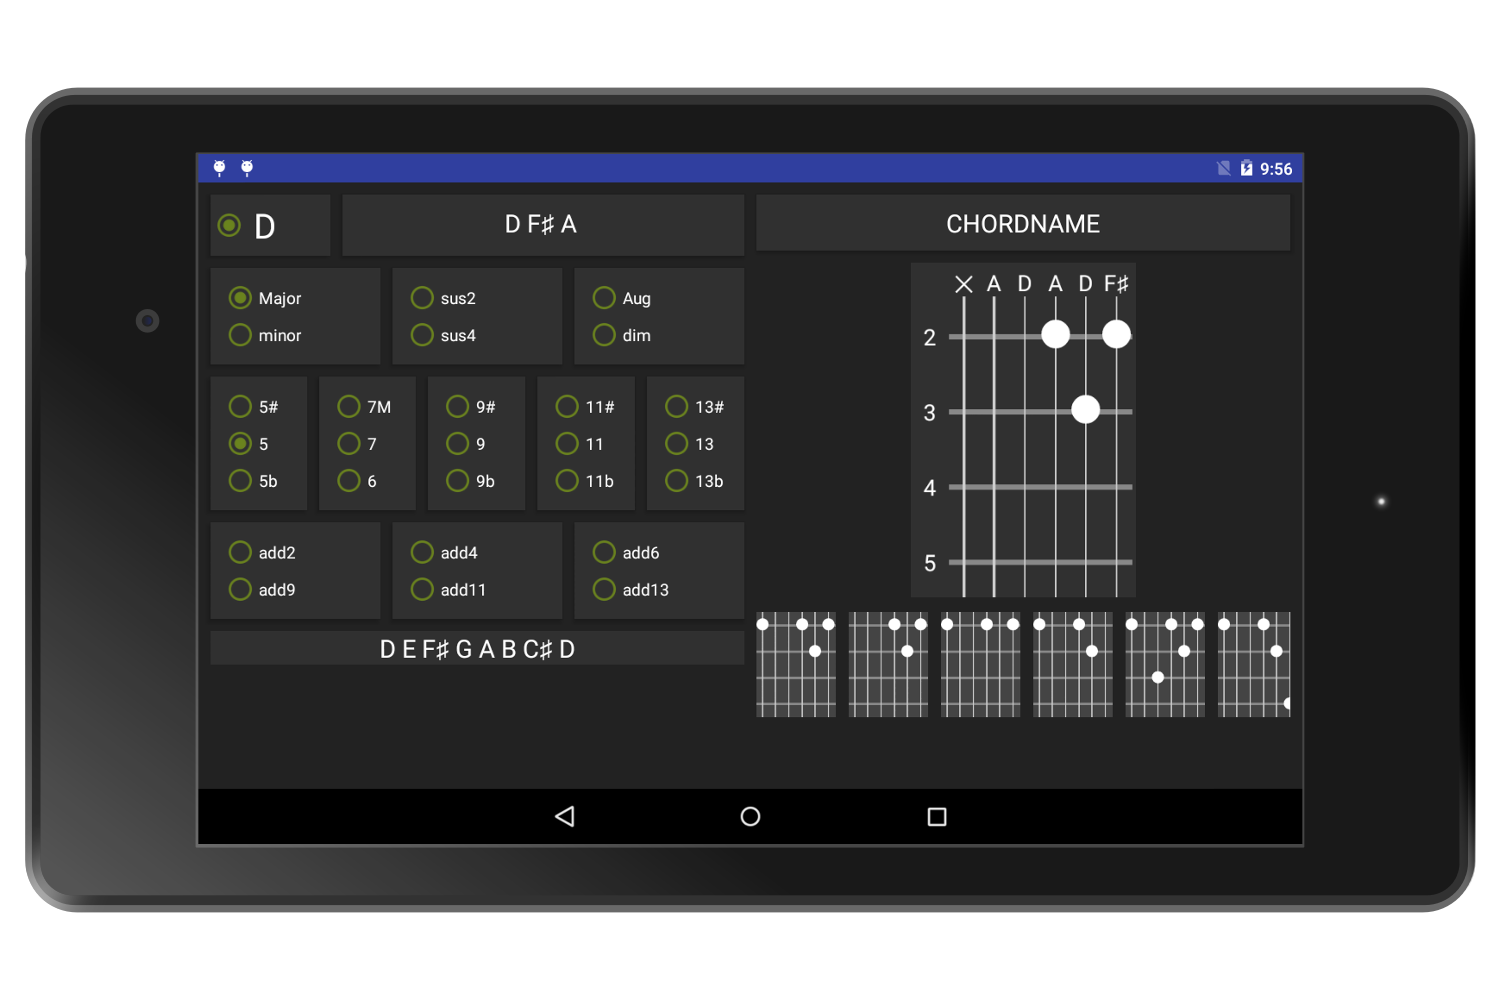 9:56
D
D F♯ A
CHORDNAME
Major
minor
sus2
sus4
Aug
dim
5#
5
5b
7M
7
6
9#
9
9b
11#
11
11b
13#
13
13b
add2
add9
add4
add11
add6
add13
D E F♯ G A B C♯ D
X A D A D F♯
2
3
4
5